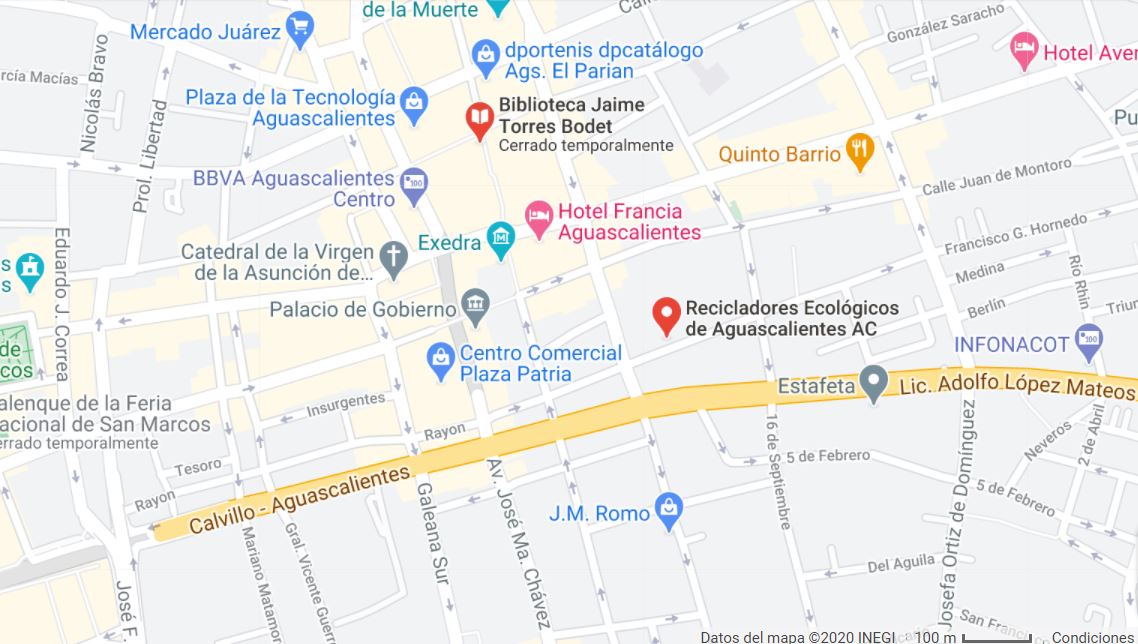 de la Muerte
Mercado Juárez
González Saracho
Hotel Aver
dportenis dpcatálogo
Ags. El Parian
Nicolás Bravo
rcía Macías
Plaza de la Tecnología
Aguascalientes
Biblioteca Jaime
Torres Bodet
Cerrado temporalmente
Pu
Prol. Libertad
Quinto Barrio
BBVA Aguascalientes
Centro
Calle Juan de Montoro
Hotel Francia
Aguascalientes
Exedra
Francisco G. Hornedo
Catedral de la Virgen
de la Asunción de...
Medina
Río Rhin
s
s
Eduardo J. Correa
Palacio de Gobierno
Berlín
Triun
Recicladores Ecológicos
de Aguascalientes AC
de
cos
INFONACOT
Centro Comercial
Plaza Patria
Estafeta
Lic. Adolfo López Mateos
alenque de la Feria
acional de San Marcos
errado temporalmente
Insurgentes
Rayon
16 de Septiembre
Neveros
2 de Abril
5 de Febrero
Tesoro
Rayon
Calvillo - Aguascalientes
5 de Febrero
J.M. Romo
Galeana Sur
Av. José Ma. Chávez
Mariano Matamor
Gral. Vicente Guerr
Josefa Ortiz de Domínguez
Del Aguila
José F.
San Franc
Datos del mapa ©2020 INEGI
100 m
Condiciones